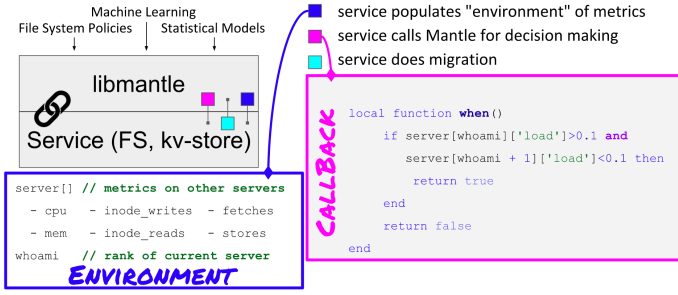 Machine Learning
File System Policies
Statistical Models
libmantle
Service (FS, kv-store)
service populates "environment" of metrics
service calls Mantle for decision making
service does migration
server[] // metrics on other servers
- cpu - inode_writes - fetches
- mem - inode_reads - stores
whoami // rank of current server
ENVIRONMENT
CALLBACK
local function when()
if server[whoami]['load']>0.1 and
server[whoami + 1]['load']<0.1 then
return true
end
return false
end